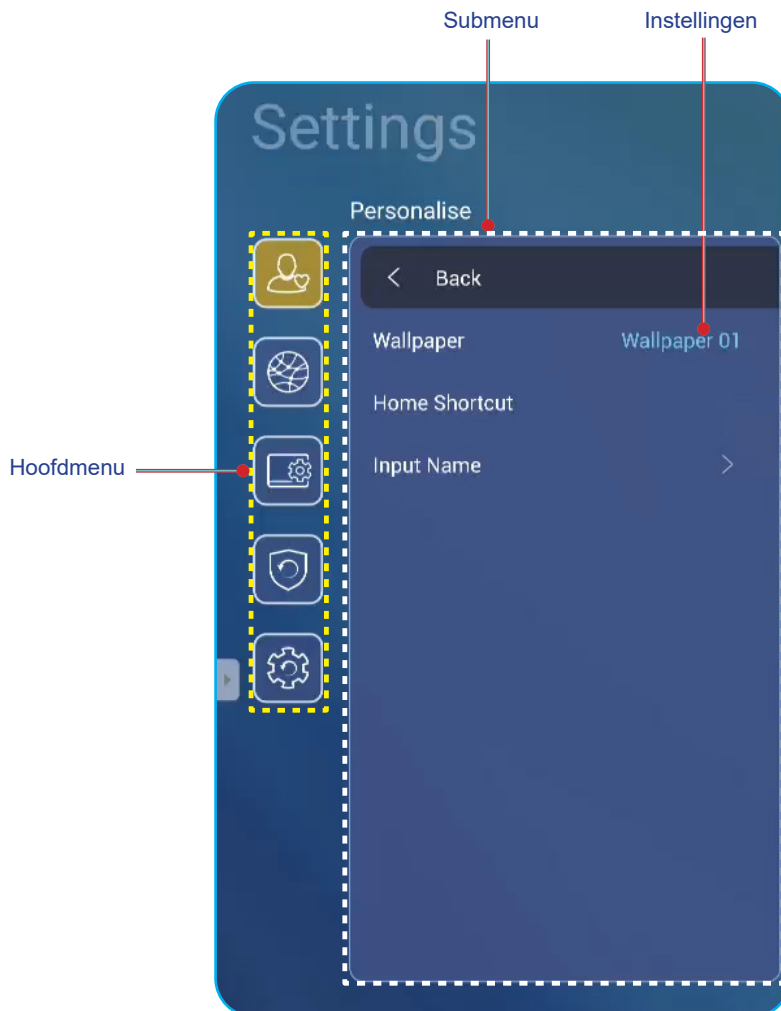 Submenu Instellingen
Settings
Personalise
< Back
Wallpaper Wallpaper 01
Home Shortcut
Input Name >
Hoofdmenu